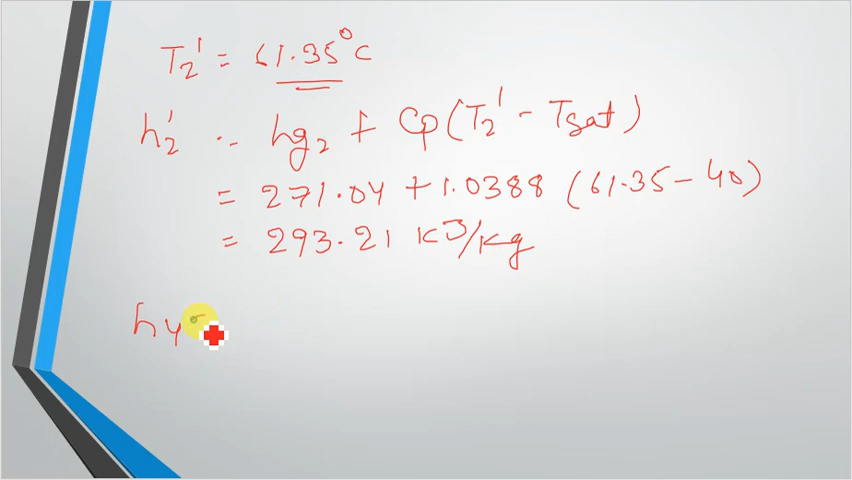 T₂' = 61.35°C
h₂' = hg₂ + Cp(T₂' - Tsat)
= 271.04 + 1.0388 (61.35 - 40)
= 293.21 KJ/Kg
h4 =